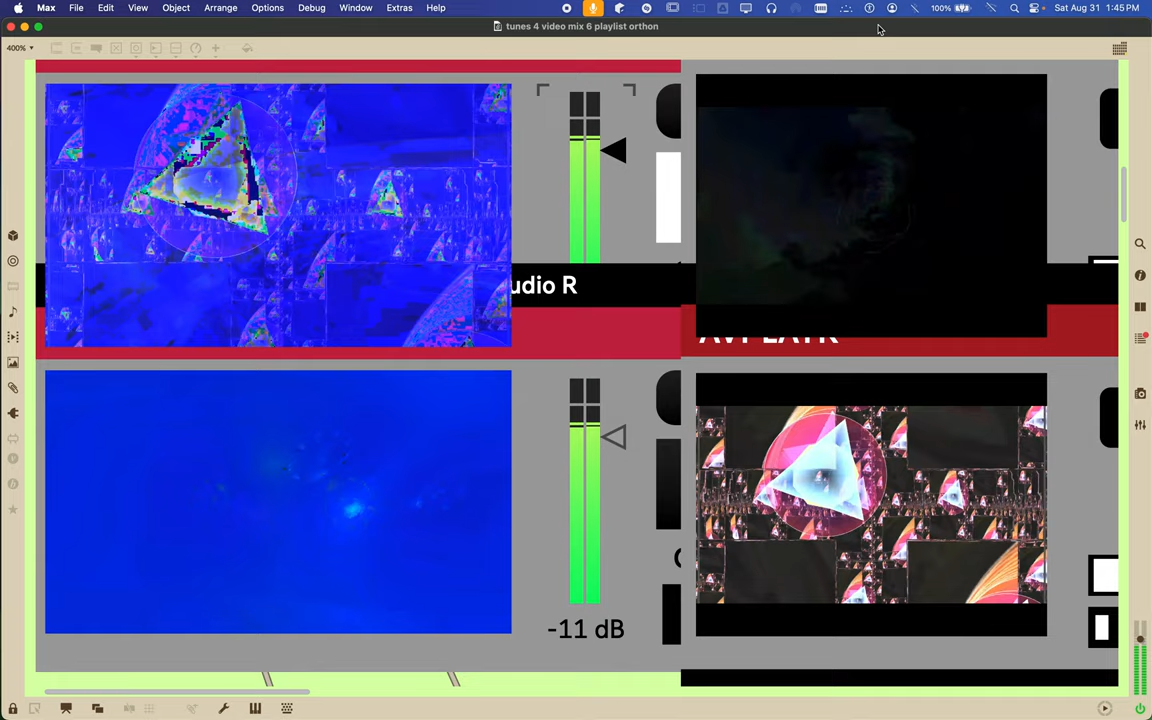 Max File Edit View Object Arrange Options Debug Window Extras Help 100% Sat Aug 31 1:45 PM
tunes 4 video mix 6 playlist orthon
400%
udio R
-11 dB